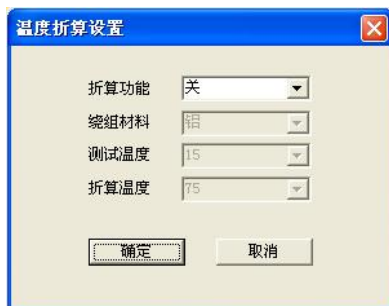 温度折算设置
折算功能 关
绕组材料 铝
测试温度 15
折算温度 75
确定 取消